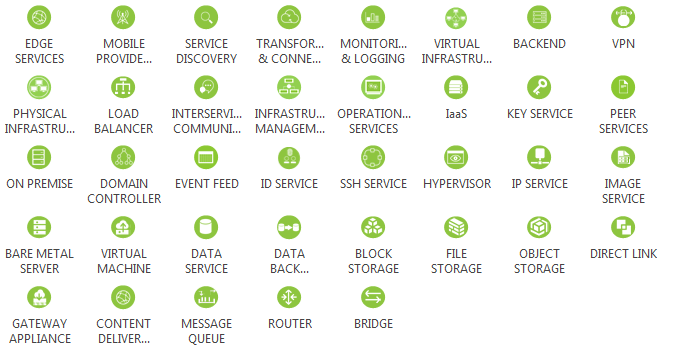 EDGE SERVICES
MOBILE PROVIDE...
SERVICE DISCOVERY
TRANSFOR... & CONNE...
MONITORI... & LOGGING
VIRTUAL INFRASTRU...
BACKEND
VPN
PHYSICAL INFRASTRU...
LOAD BALANCER
INTERSERVI... COMMUNI...
INFRASTRU... MANAGEM...
OPERATION... SERVICES
IaaS
KEY SERVICE
PEER SERVICES
ON PREMISE
DOMAIN CONTROLLER
EVENT FEED
ID SERVICE
SSH SERVICE
HYPERVISOR
IP SERVICE
IMAGE SERVICE
BARE METAL SERVER
VIRTUAL MACHINE
DATA SERVICE
DATA BACK...
BLOCK STORAGE
FILE STORAGE
OBJECT STORAGE
DIRECT LINK
GATEWAY APPLIANCE
CONTENT DELIVER...
MESSAGE QUEUE
ROUTER
BRIDGE